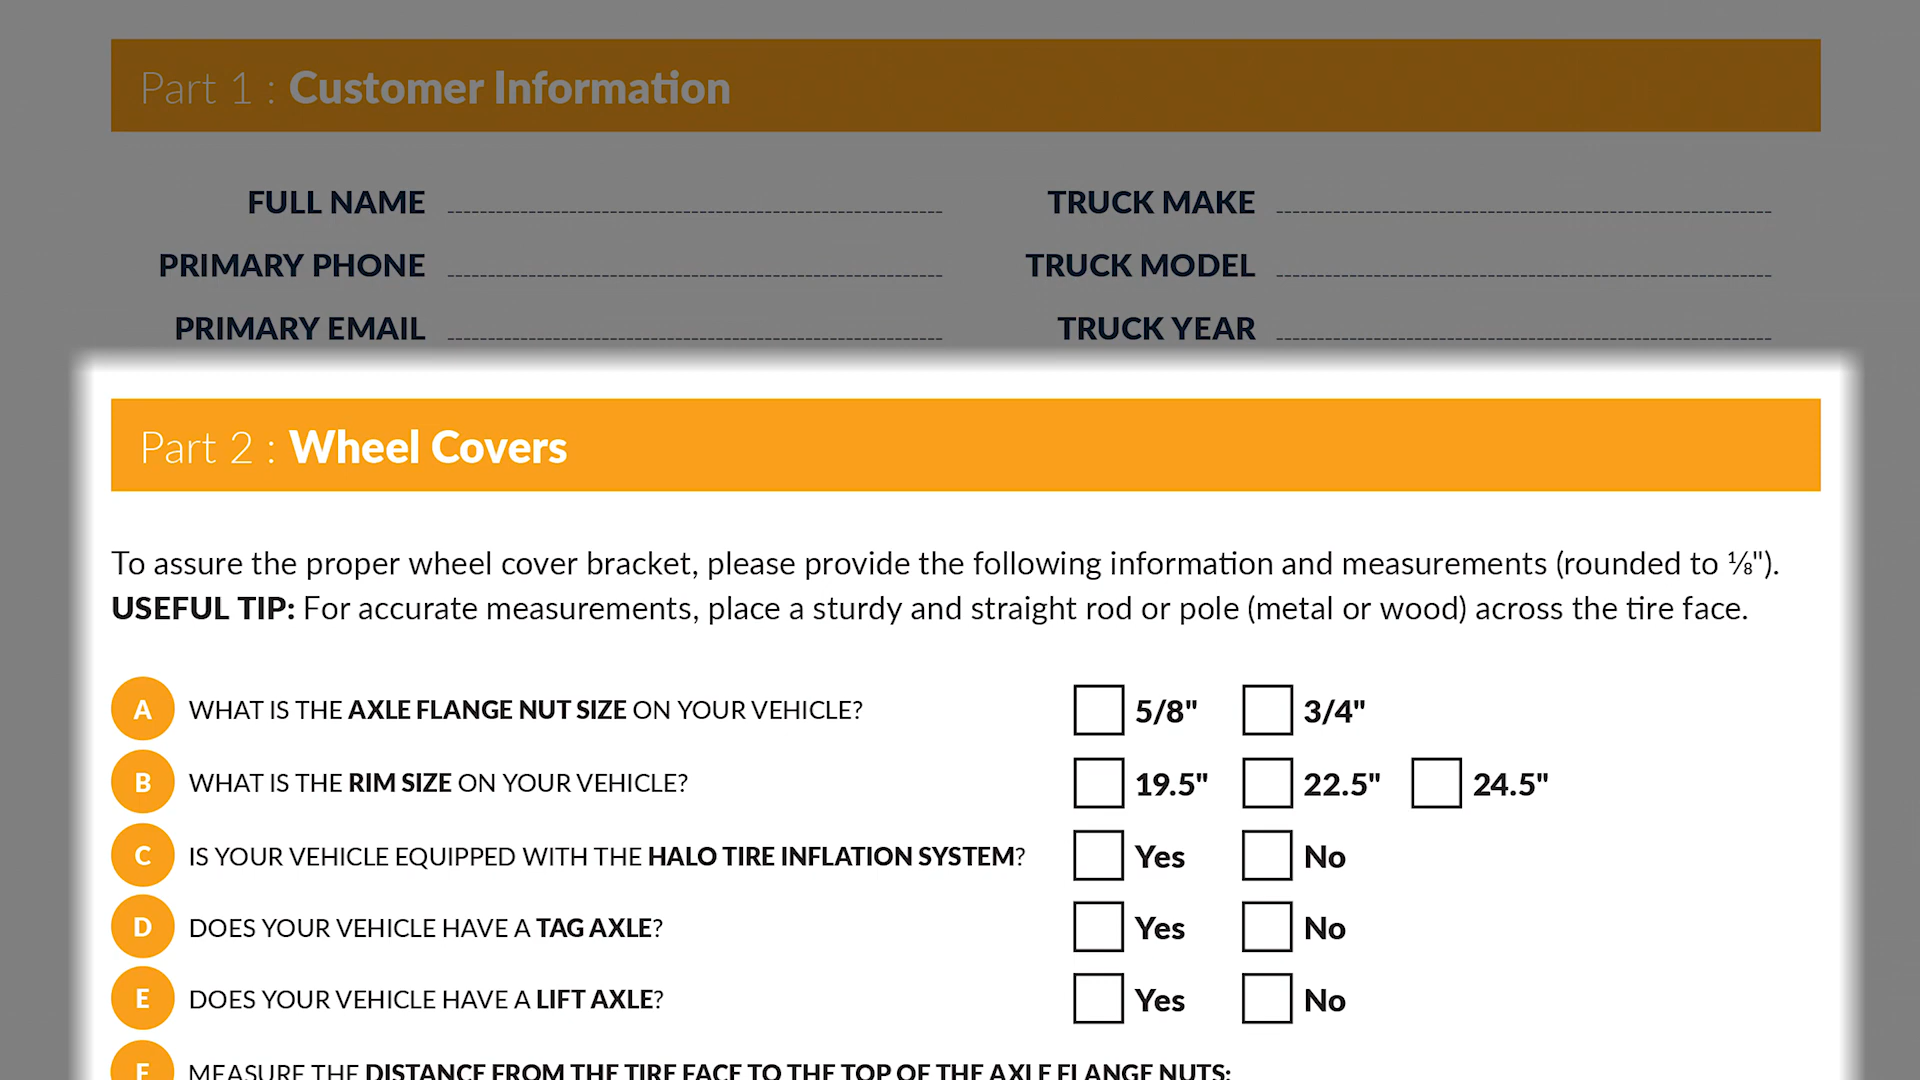 Part 1 : Customer Information
FULL NAME
TRUCK MAKE
PRIMARY PHONE
TRUCK MODEL
PRIMARY EMAIL
TRUCK YEAR
Part 2 : Wheel Covers
To assure the proper wheel cover bracket, please provide the following information and measurements (rounded to ⅛").
USEFUL TIP: For accurate measurements, place a sturdy and straight rod or pole (metal or wood) across the tire face.
A WHAT IS THE AXLE FLANGE NUT SIZE ON YOUR VEHICLE? 5/8" 3/4"
B WHAT IS THE RIM SIZE ON YOUR VEHICLE? 19.5" 22.5" 24.5"
C IS YOUR VEHICLE EQUIPPED WITH THE HALO TIRE INFLATION SYSTEM? Yes No
D DOES YOUR VEHICLE HAVE A TAG AXLE? Yes No
E DOES YOUR VEHICLE HAVE A LIFT AXLE? Yes No
F MEASURE THE DISTANCE FROM THE TIRE FACE TO THE TOP OF THE AXLE FLANGE NUTS: